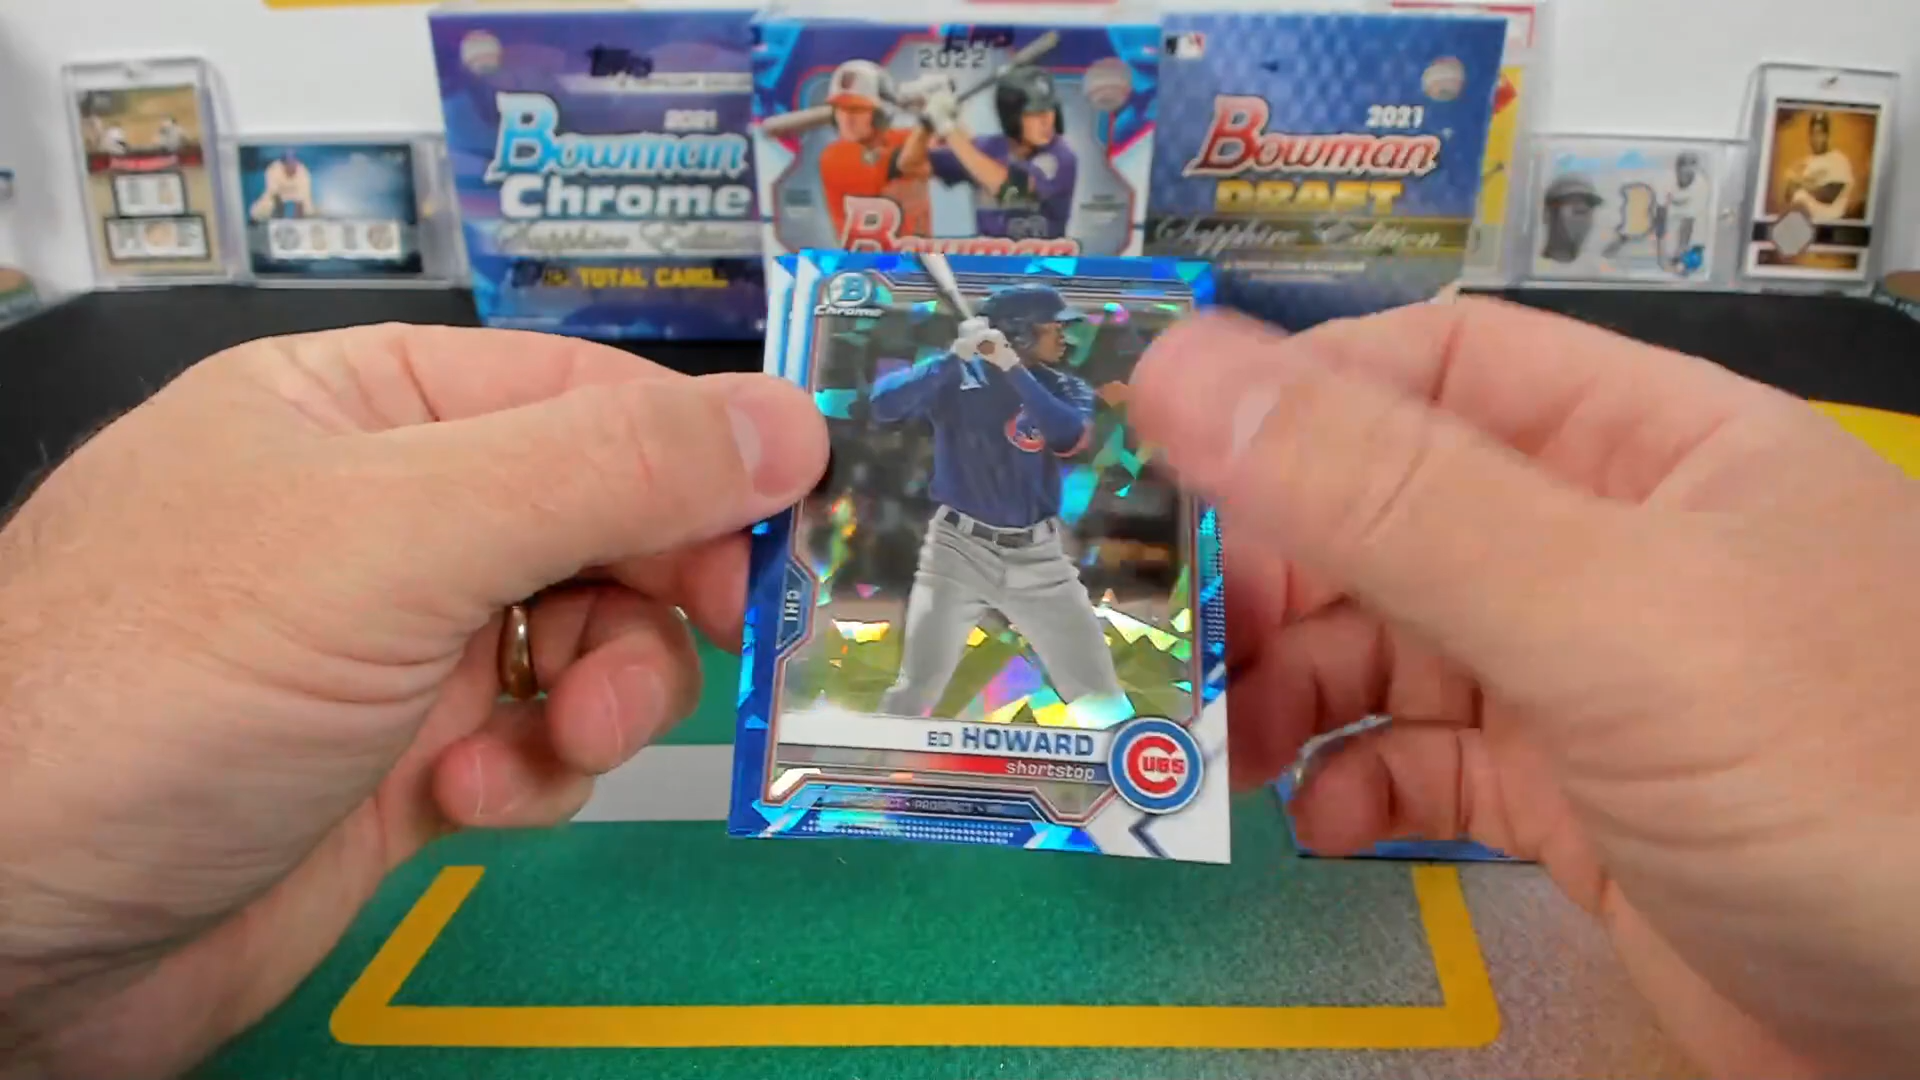 Topps
2021
Bowman
Chrome
Sapphire Edition
TOTAL CARDS
2022
Bowman
2021
Bowman
DRAFT
Sapphire Edition
B
Chrome
CHI
ED HOWARD
shortstop
CUBS
PROSPECT